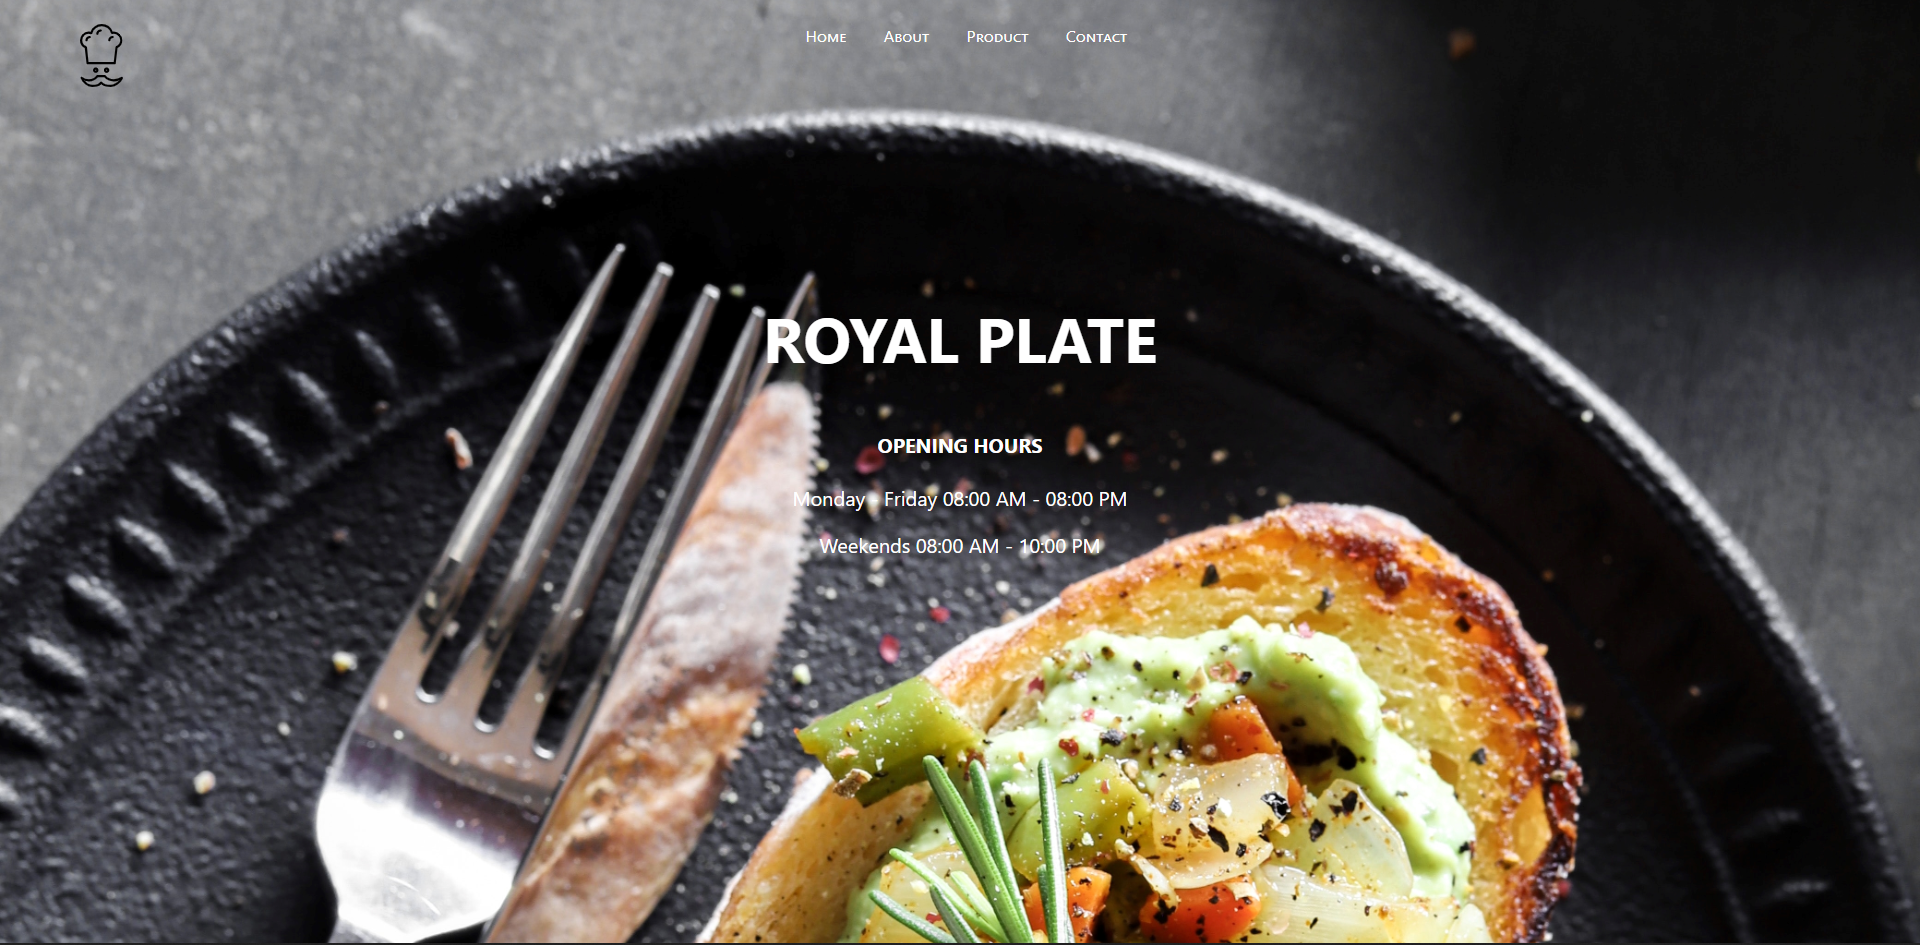 Home
About
Product
Contact
ROYAL PLATE
OPENING HOURS
Monday - Friday 08:00 AM - 08:00 PM
Weekends 08:00 AM - 10:00 PM